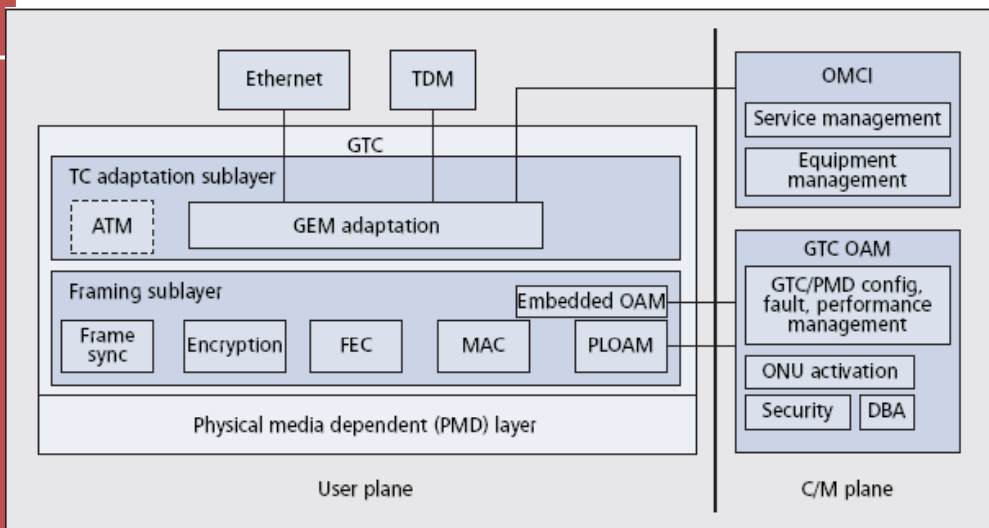 Ethernet
TDM
OMCI
Service management
Equipment
management
GTC
TC adaptation sublayer
ATM
GEM adaptation
GTC OAM
GTC/PMD config,
fault, performance
management
Framing sublayer
Embedded OAM
Frame
sync
Encryption
FEC
MAC
PLOAM
ONU activation
Security
DBA
Physical media dependent (PMD) layer
User plane
C/M plane